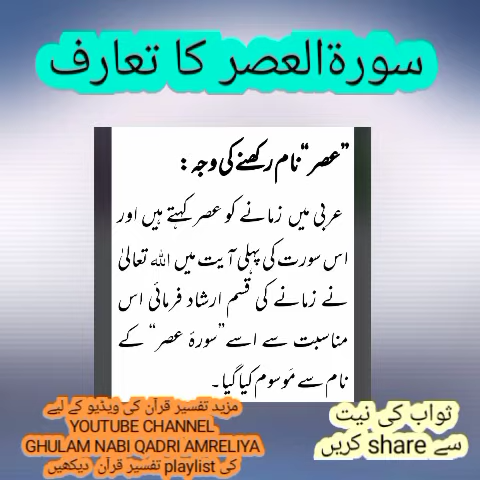 سورۃالعصر کا تعارف
”عصر“ نام رکھنے کی وجہ :
عربی میں زمانے کو عصر کہتے ہیں اور
اس سورت کی پہلی آیت میں اللہ تعالیٰ
نے زمانے کی قسم ارشاد فرمائی اس
مناسبت سے اسے ”سورۂ عصر“ کے
نام سے مَوسوم کیا گیا۔
مزید تفسیر قرآن کی ویڈیو کے لیے
YOUTUBE CHANNEL
GHULAM NABI QADRI AMRELIYA
کی playlist تفسیر قرآن دیکھیں
ثواب کی نیت
سے share کریں